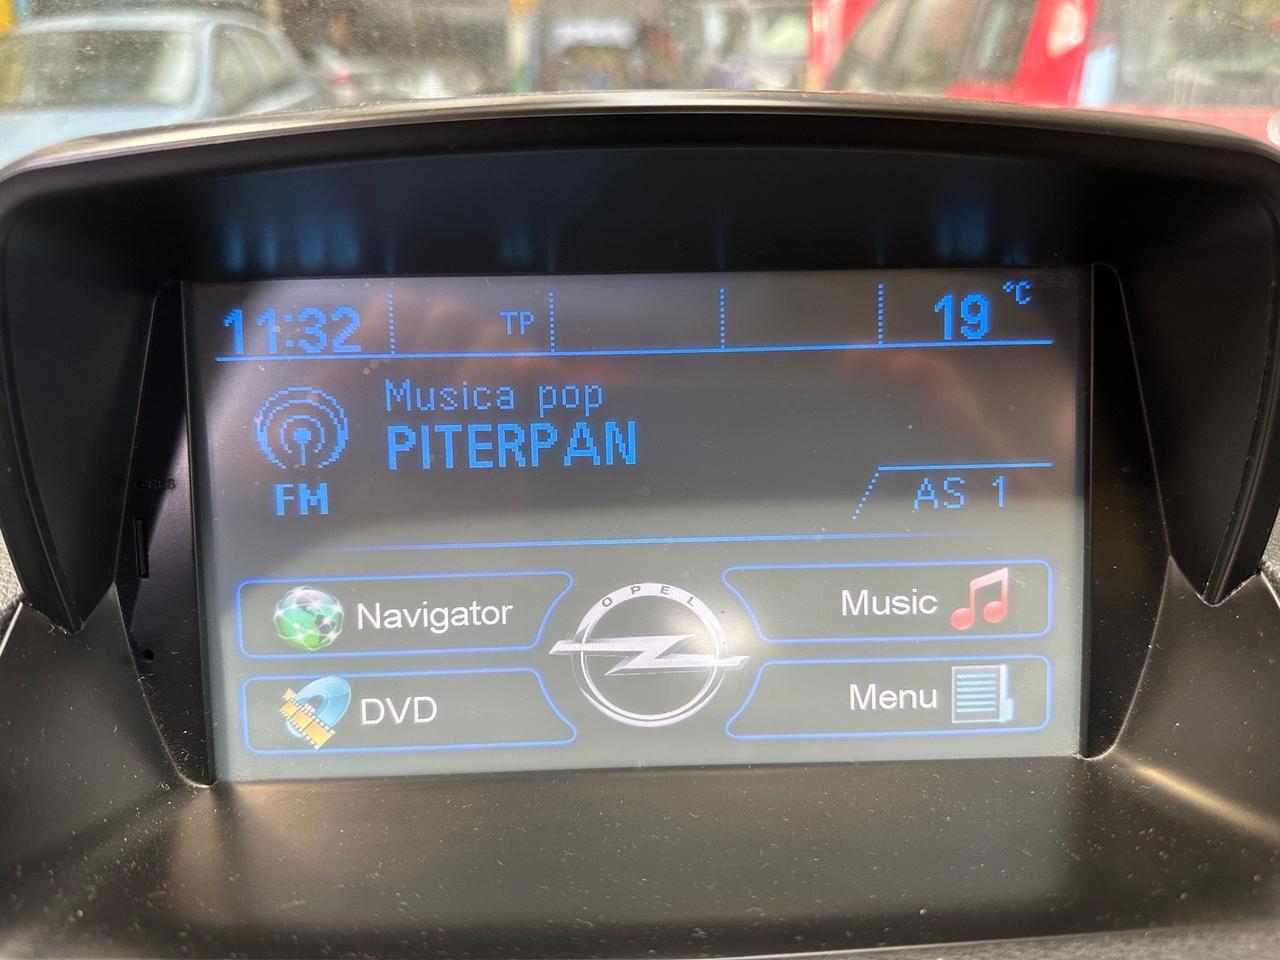 11:32 TP 19 °C
Musica pop
PITERPAN
FM
AS 1
OPEL
Navigator
Music
DVD
Menu